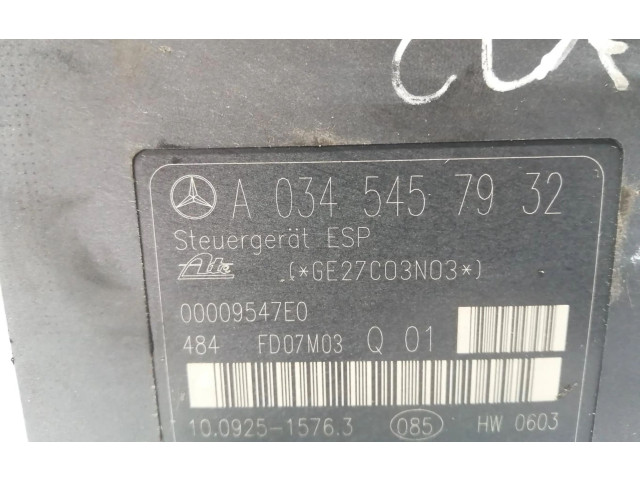 A 034 545 79 32
Steuergerät ESP
Ate (*GE27C03N03*)
00009547E0
484 FD07M03 Q 01
10.0925-1576.3 085 HW 0603